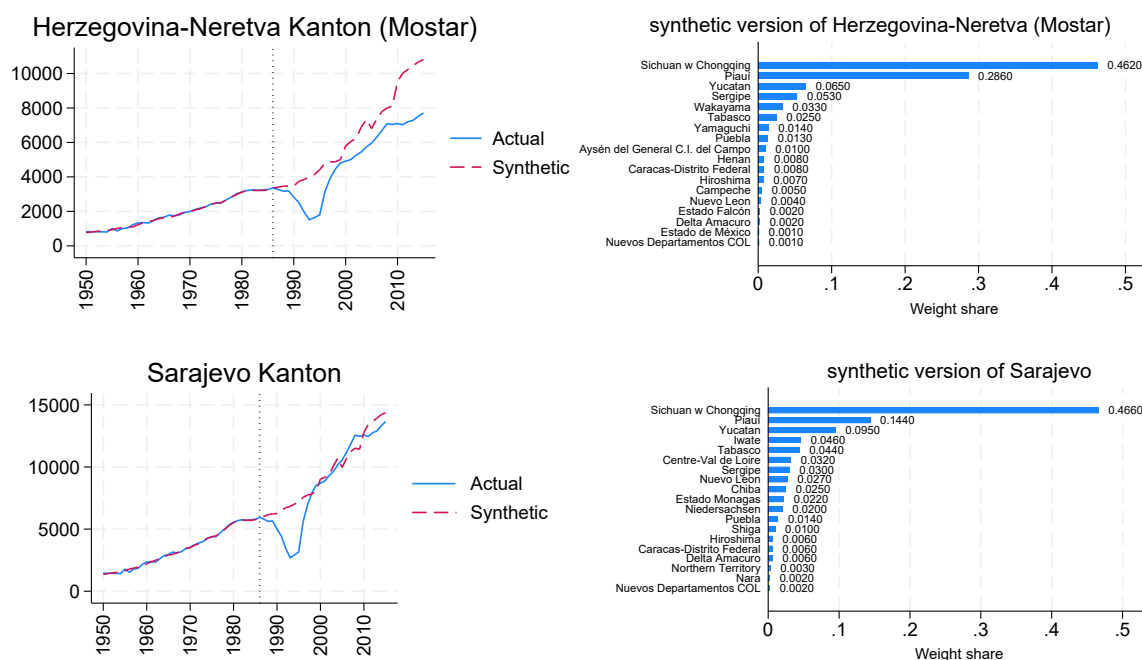 Herzegovina-Neretva Kanton (Mostar)
10000
8000
6000
4000
2000
0
1950
1960
1970
1980
1990
2000
2010
Actual
Synthetic
synthetic version of Herzegovina-Neretva (Mostar)
Sichuan w Chongqing 0.4620
Piauí 0.2860
Yucatan 0.0650
Sergipe 0.0530
Wakayama 0.0330
Tabasco 0.0250
Yamaguchi 0.0140
Puebla 0.0130
Aysén del General C.I. del Campo 0.0100
Henan 0.0080
Caracas-Distrito Federal 0.0080
Hiroshima 0.0070
Campeche 0.0050
Nuevo Leon 0.0040
Estado Falcón 0.0020
Delta Amacuro 0.0020
Estado de México 0.0010
Nuevos Departamentos COL 0.0010
0 .1 .2 .3 .4 .5
Weight share
Sarajevo Kanton
15000
10000
5000
0
1950
1960
1970
1980
1990
2000
2010
Actual
Synthetic
synthetic version of Sarajevo
Sichuan w Chongqing 0.4660
Piauí 0.1440
Yucatan 0.0950
Iwate 0.0460
Tabasco 0.0440
Centre-Val de Loire 0.0320
Sergipe 0.0300
Nuevo Leon 0.0270
Chiba 0.0250
Estado Monagas 0.0220
Niedersachsen 0.0200
Puebla 0.0140
Shiga 0.0100
Hiroshima 0.0060
Caracas-Distrito Federal 0.0060
Delta Amacuro 0.0060
Northern Territory 0.0030
Nara 0.0020
Nuevos Departamentos COL 0.0020
0 .1 .2 .3 .4 .5
Weight share